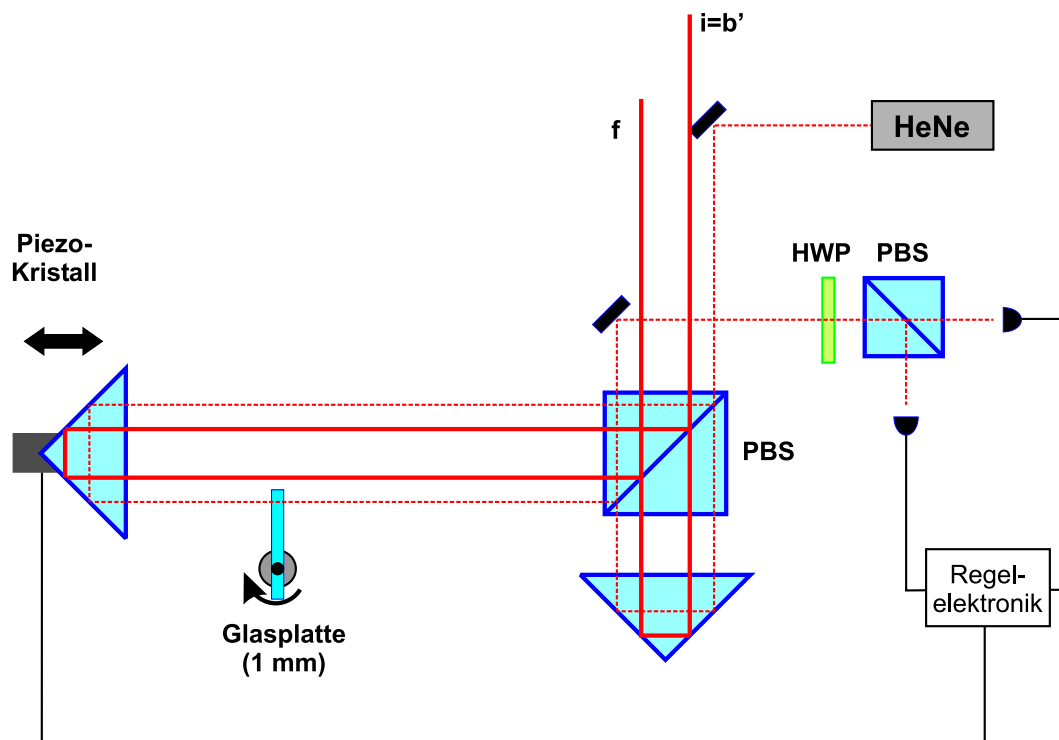 i=b’
f
HeNe
Piezo-
Kristall
HWP
PBS
PBS
Glasplatte
(1 mm)
Regel-
elektronik